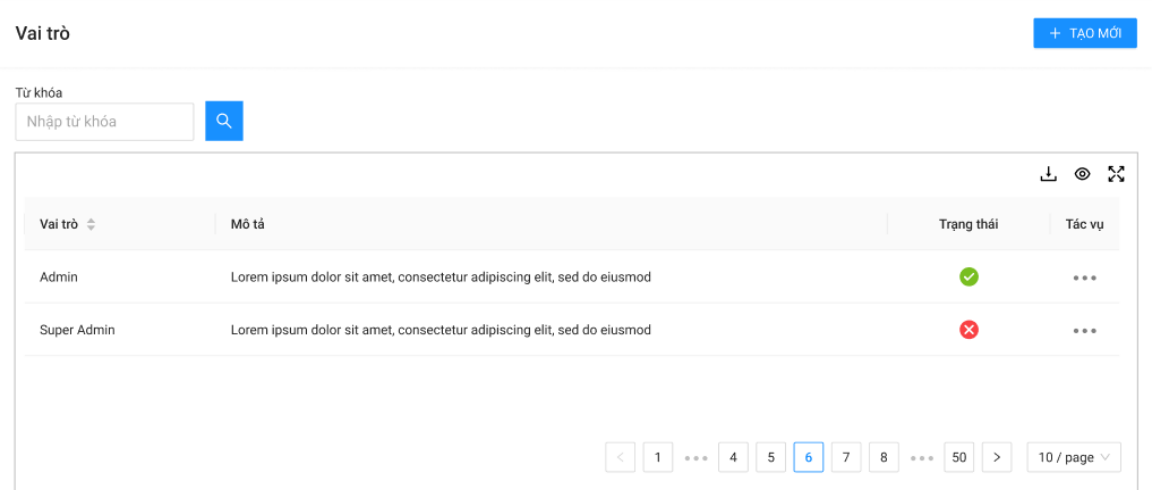 Vai trò
+ TẠO MỚI
Từ khóa
Nhập từ khóa
Vai trò Mô tả Trạng thái Tác vụ
Admin Lorem ipsum dolor sit amet, consectetur adipiscing elit, sed do eiusmod •••
Super Admin Lorem ipsum dolor sit amet, consectetur adipiscing elit, sed do eiusmod •••
< 1 ••• 4 5 6 7 8 ••• 50 > 10 / page